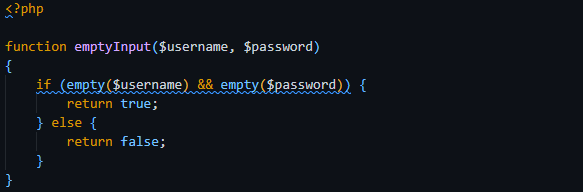 <?php
function emptyInput($username, $password)
{
if (empty($username) && empty($password)) {
return true;
} else {
return false;
}
}